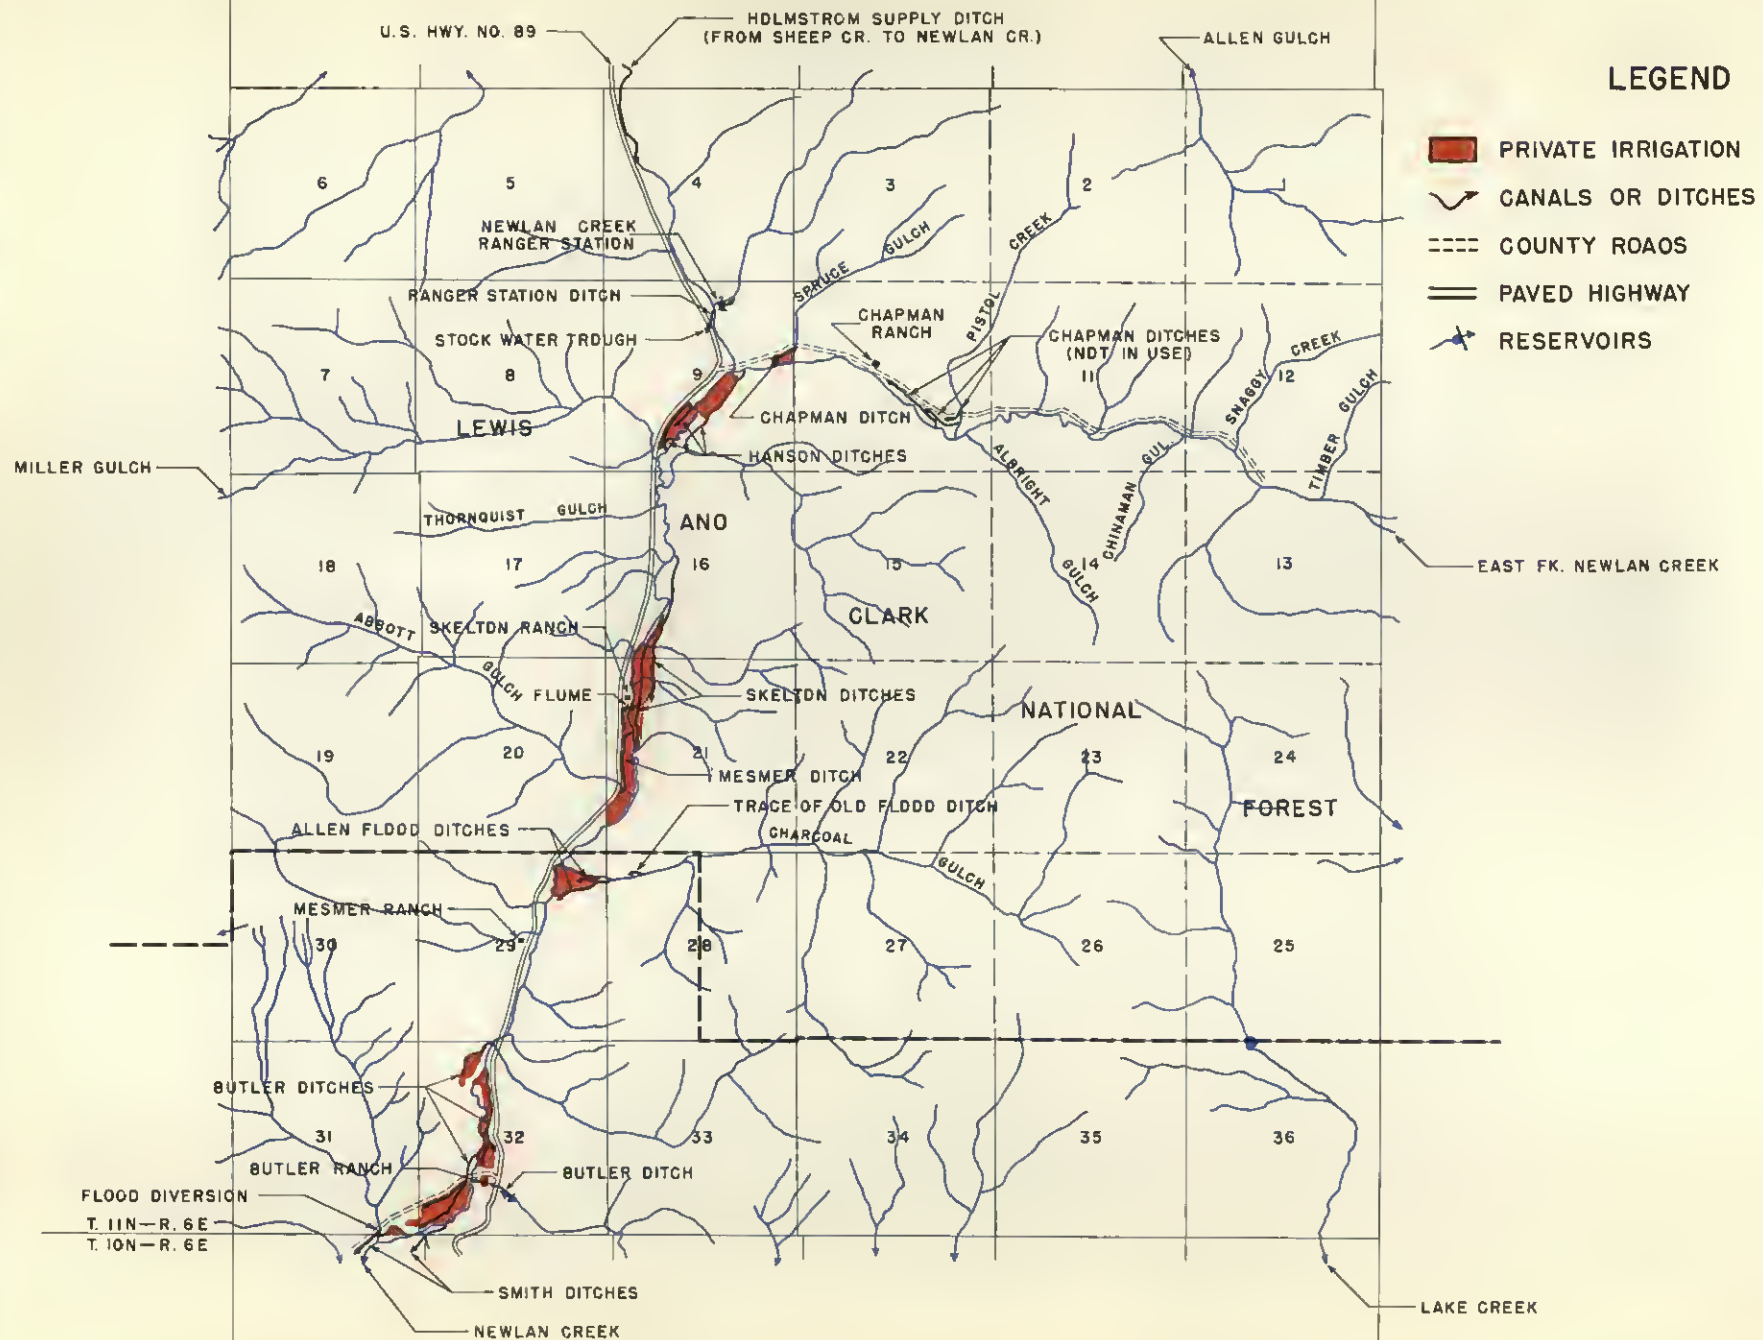 U.S. HWY. NO. 89
HOLMSTROM SUPPLY DITCH
(FROM SHEEP CR. TO NEWLAN CR.)
ALLEN GULCH
LEGEND
PRIVATE IRRIGATION
CANALS OR DITCHES
COUNTY ROADS
PAVED HIGHWAY
RESERVOIRS
6
5
4
3
2
NEWLAN CREEK
RANGER STATION
SPRUCE GULCH
PISTOL CREEK
RANGER STATION DITCH
STOCK WATER TROUGH
CHAPMAN
RANCH
CHAPMAN DITCHES
(NOT IN USE)
SNAGGY CREEK
7
8
9
11
12
TIMBER GULCH
CHAPMAN DITCH
LEWIS
HANSON DITCHES
MILLER GULCH
ALBRIGHT GULCH
CHINAMAN GUL.
THORNQUIST GULCH
AND
18
17
16
15
14
13
EAST FK. NEWLAN CREEK
ABBOTT GULCH
SKELTON RANCH
CLARK
FLUME
SKELTON DITCHES
NATIONAL
19
20
21
22
23
24
MESMER DITCH
TRACE OF OLD FLOOD DITCH
FOREST
ALLEN FLOOD DITCHES
CHARCOAL GULCH
MESMER RANCH
30
29
28
27
26
25
BUTLER DITCHES
31
32
33
34
35
36
BUTLER RANCH
BUTLER DITCH
FLOOD DIVERSION
T. 11N—R. 6E
T. 10N—R. 6E
SMITH DITCHES
LAKE CREEK
NEWLAN CREEK